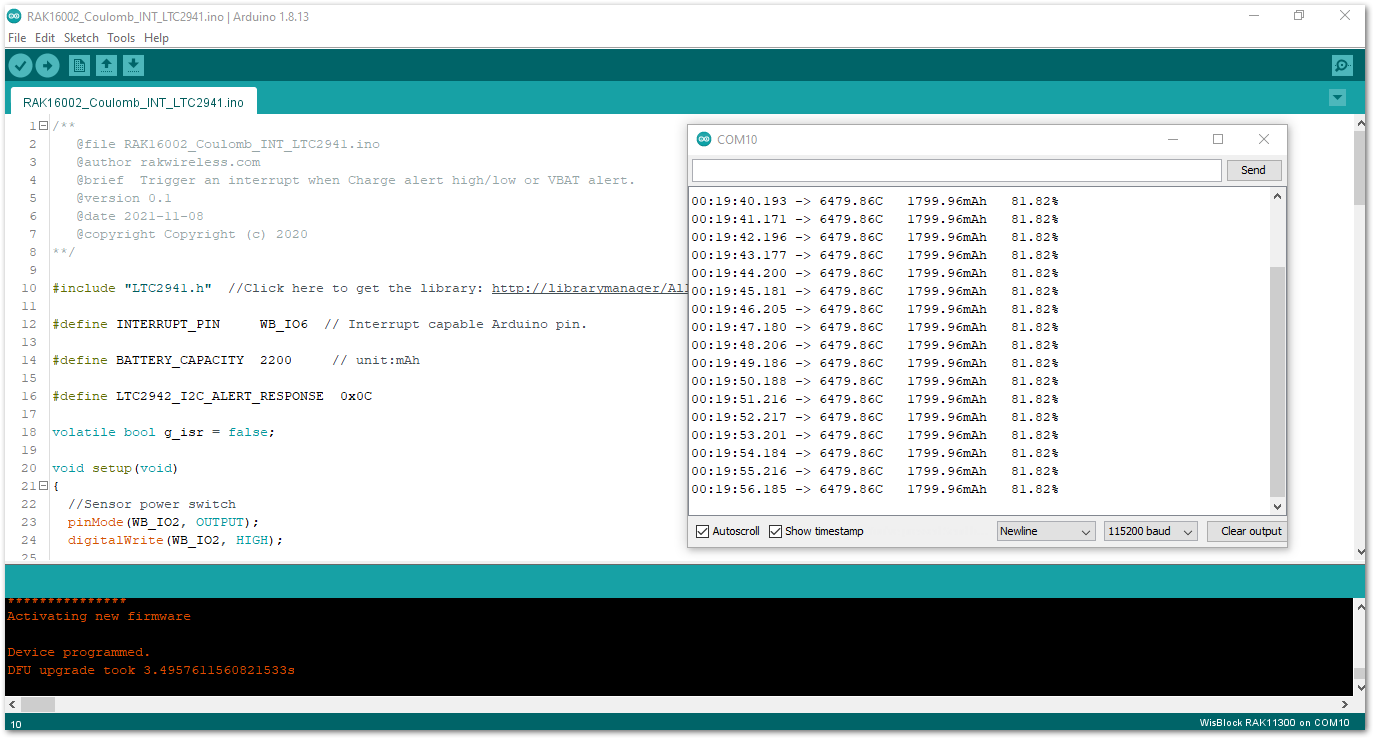 RAK16002_Coulomb_INT_LTC2941.ino | Arduino 1.8.13
File Edit Sketch Tools Help
RAK16002_Coulomb_INT_LTC2941.ino
1 /**
2 @file RAK16002_Coulomb_INT_LTC2941.ino
3 @author rakwireless.com
4 @brief  Trigger an interrupt when Charge alert high/low or VBAT alert.
5 @version 0.1
6 @date 2021-11-08
7 @copyright Copyright (c) 2020
8 **/
9
10 #include "LTC2941.h"  //Click here to get the library: http://librarymanager/Al
11
12 #define INTERRUPT_PIN     WB_IO6  // Interrupt capable Arduino pin.
13
14 #define BATTERY_CAPACITY  2200     // unit:mAh
15
16 #define LTC2942_I2C_ALERT_RESPONSE  0x0C
17
18 volatile bool g_isr = false;
19
20 void setup(void)
21 {
22 //Sensor power switch
23 pinMode(WB_IO2, OUTPUT);
24 digitalWrite(WB_IO2, HIGH);
25
COM10
Send
00:19:40.193 -> 6479.86C   1799.96mAh   81.82%
00:19:41.171 -> 6479.86C   1799.96mAh   81.82%
00:19:42.196 -> 6479.86C   1799.96mAh   81.82%
00:19:43.177 -> 6479.86C   1799.96mAh   81.82%
00:19:44.200 -> 6479.86C   1799.96mAh   81.82%
00:19:45.181 -> 6479.86C   1799.96mAh   81.82%
00:19:46.205 -> 6479.86C   1799.96mAh   81.82%
00:19:47.180 -> 6479.86C   1799.96mAh   81.82%
00:19:48.206 -> 6479.86C   1799.96mAh   81.82%
00:19:49.186 -> 6479.86C   1799.96mAh   81.82%
00:19:50.188 -> 6479.86C   1799.96mAh   81.82%
00:19:51.216 -> 6479.86C   1799.96mAh   81.82%
00:19:52.217 -> 6479.86C   1799.96mAh   81.82%
00:19:53.201 -> 6479.86C   1799.96mAh   81.82%
00:19:54.184 -> 6479.86C   1799.96mAh   81.82%
00:19:55.216 -> 6479.86C   1799.96mAh   81.82%
00:19:56.185 -> 6479.86C   1799.96mAh   81.82%
Autoscroll Show timestamp Newline 115200 baud Clear output
***************
Activating new firmware
Device programmed.
DFU upgrade took 3.4957611560821533s
10 WisBlock RAK11300 on COM10